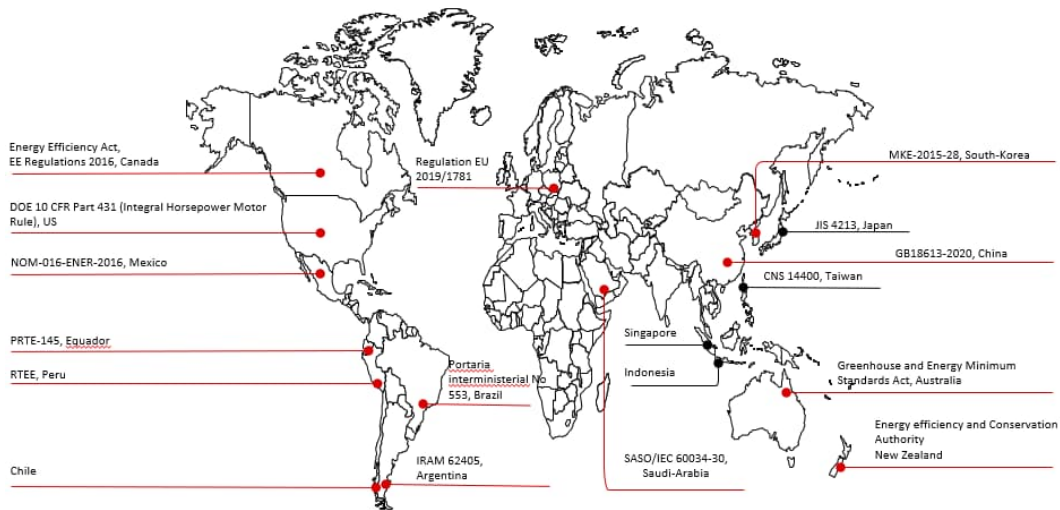 Energy Efficiency Act,
EE Regulations 2016, Canada
DOE 10 CFR Part 431 (Integral Horsepower Motor
Rule), US
NOM-016-ENER-2016, Mexico
PRTE-145, Equador
RTEE, Peru
Chile
Regulation EU
2019/1781
Portaria
interministerial No
553, Brazil
IRAM 62405,
Argentina
MKE-2015-28, South-Korea
JIS 4213, Japan
GB18613-2020, China
CNS 14400, Taiwan
Singapore
Indonesia
Greenhouse and Energy Minimum
Standards Act, Australia
Energy efficiency and Conservation
Authority
New Zealand
SASO/IEC 60034-30,
Saudi-Arabia